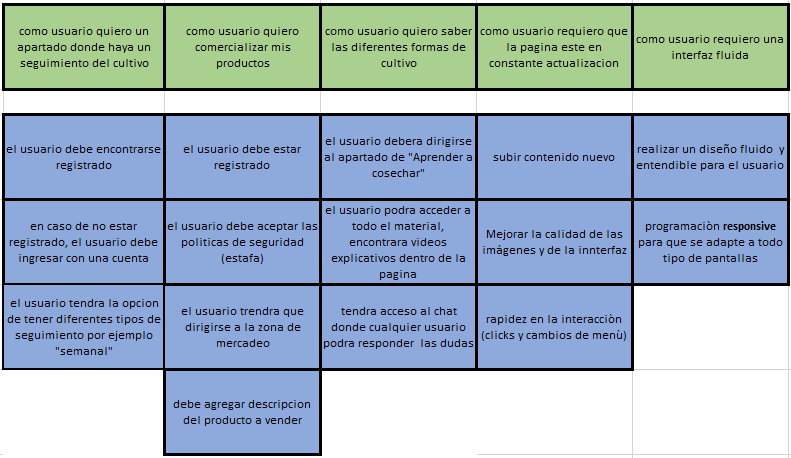 como usuario quiero un
apartado donde haya un
seguimiento del cultivo
como usuario quiero
comercializar mis
productos
como usuario quiero saber
las diferentes formas de
cultivo
como usuario requiero que
la pagina este en
constante actualizacion
como usuario requiero una
interfaz fluida
el usuario debe encontrarse
registrado
el usuario debe estar
registrado
el usuario debera dirigirse
al apartado de "Aprender a
cosechar"
subir contenido nuevo
realizar un diseño fluido y
entendible para el usuario
en caso de no estar
registrado, el usuario debe
ingresar con una cuenta
el usuario debe aceptar las
politicas de seguridad
(estafa)
el usuario podra acceder a
todo el material,
encontrara videos
explicativos dentro de la
pagina
Mejorar la calidad de las
imágenes y de la innterfaz
programaciòn responsive
para que se adapte a todo
tipo de pantallas
el usuario tendra la opcion
de tener diferentes tipos de
seguimiento por ejemplo
"semanal"
el usuario trendra que
dirigirse a la zona de
mercadeo
tendra acceso al chat
donde cualquier usuario
podra responder las dudas
rapidez en la interacciòn
(clicks y cambios de menù)
debe agregar descripcion
del producto a vender